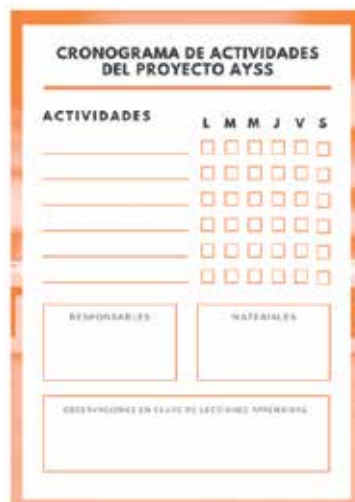 CRONOGRAMA DE ACTIVIDADES
DEL PROYECTO AYSS
ACTIVIDADES
L M M J V S
RESPONSABLES
MATERIALES
OBSERVACIONES EN CLAVE DE LECCIONES APRENDIDAS